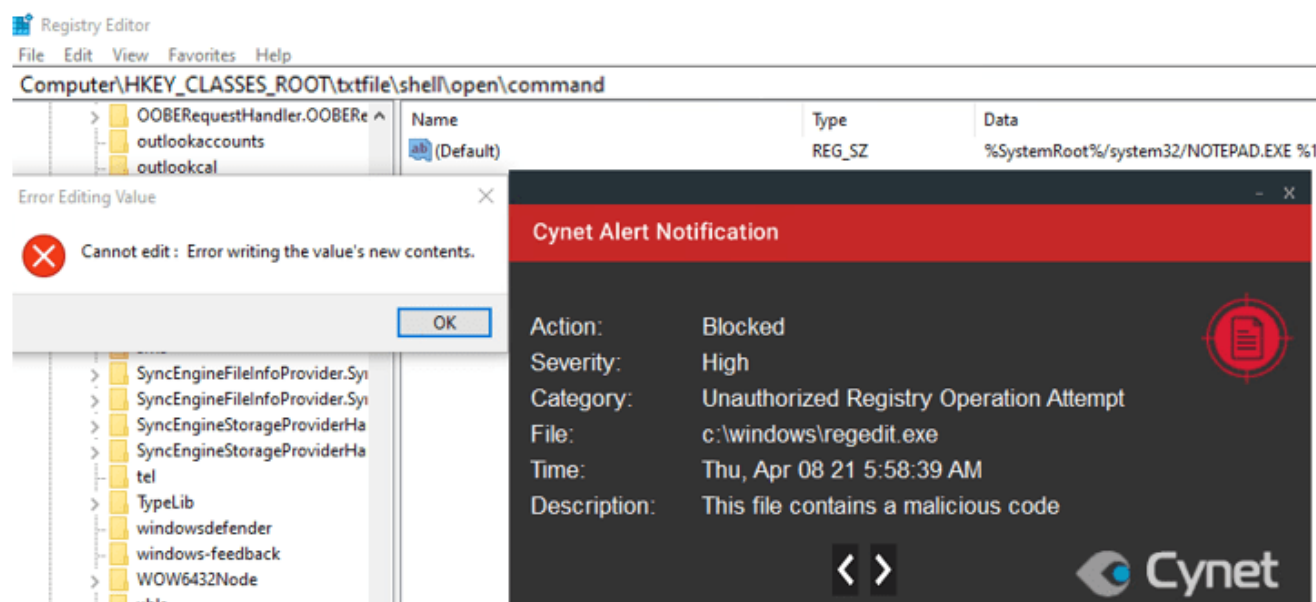 Registry Editor
File Edit View Favorites Help
Computer\HKEY_CLASSES_ROOT\txtfile\shell\open\command
OOBERequestHandler.OOBERe
outlookaccounts
outlookcal
Name Type Data
ab (Default) REG_SZ %SystemRoot%/system32/NOTEPAD.EXE %1
Error Editing Value
Cannot edit : Error writing the value's new contents.
OK
SyncEngineFileInfoProvider.Syn
SyncEngineFileInfoProvider.Syn
SyncEngineStorageProviderHa
SyncEngineStorageProviderHa
tel
TypeLib
windowsdefender
windows-feedback
WOW6432Node
Cynet Alert Notification
Action: Blocked
Severity: High
Category: Unauthorized Registry Operation Attempt
File: c:\windows\regedit.exe
Time: Thu, Apr 08 21 5:58:39 AM
Description: This file contains a malicious code
Cynet